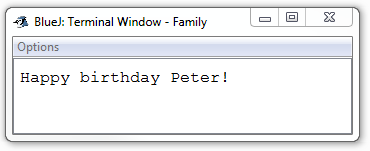 BlueJ: Terminal Window - Family
Options
Happy birthday Peter!